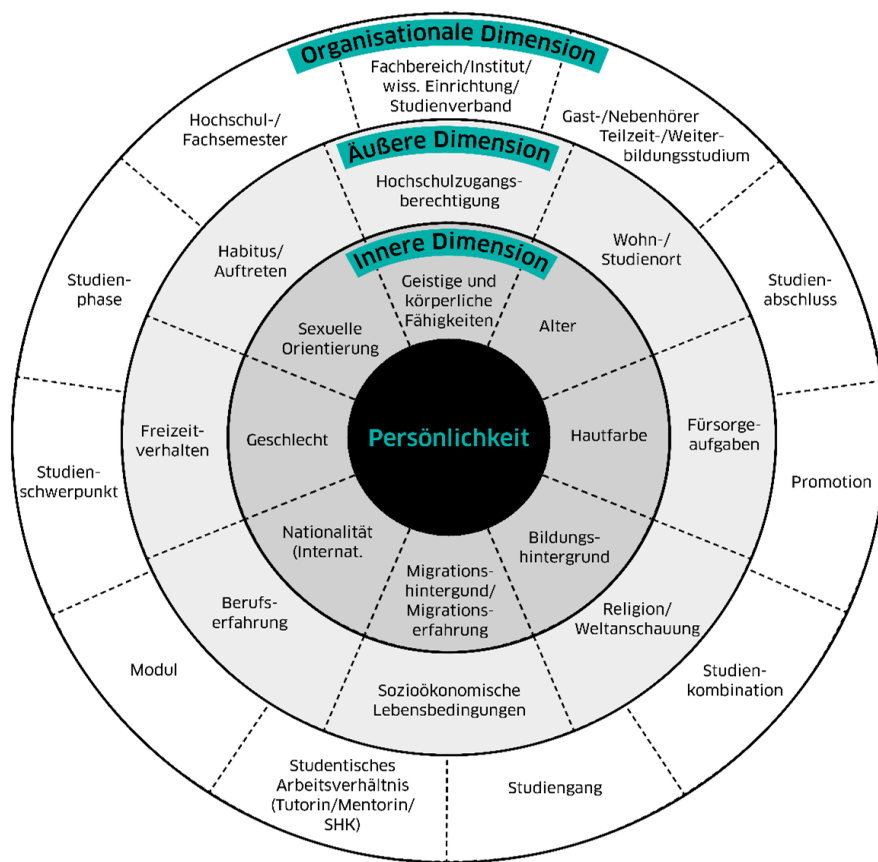 Organisationale Dimension
Fachbereich/Institut/
wiss. Einrichtung/
Studienverband
Gast-/Nebenhörer
Teilzeit-/Weiter-
bildungsstudium
Studien-
abschluss
Promotion
Studien-
kombination
Studiengang
Studentisches
Arbeitsverhältnis
(Tutorin/Mentorin/
SHK)
Modul
Studien-
schwerpunkt
Studien-
phase
Hochschul-/
Fachsemester
Äußere Dimension
Hochschulzugangs-
berechtigung
Wohn-/
Studienort
Fürsorge-
aufgaben
Religion/
Weltanschauung
Sozioökonomische
Lebensbedingungen
Berufs-
erfahrung
Freizeit-
verhalten
Habitus/
Auftreten
Innere Dimension
Geistige und
körperliche
Fähigkeiten
Alter
Hautfarbe
Bildungs-
hintergrund
Migrations-
hintergund/
Migrations-
erfahrung
Nationalität
(Internat.
Geschlecht
Sexuelle
Orientierung
Persönlichkeit